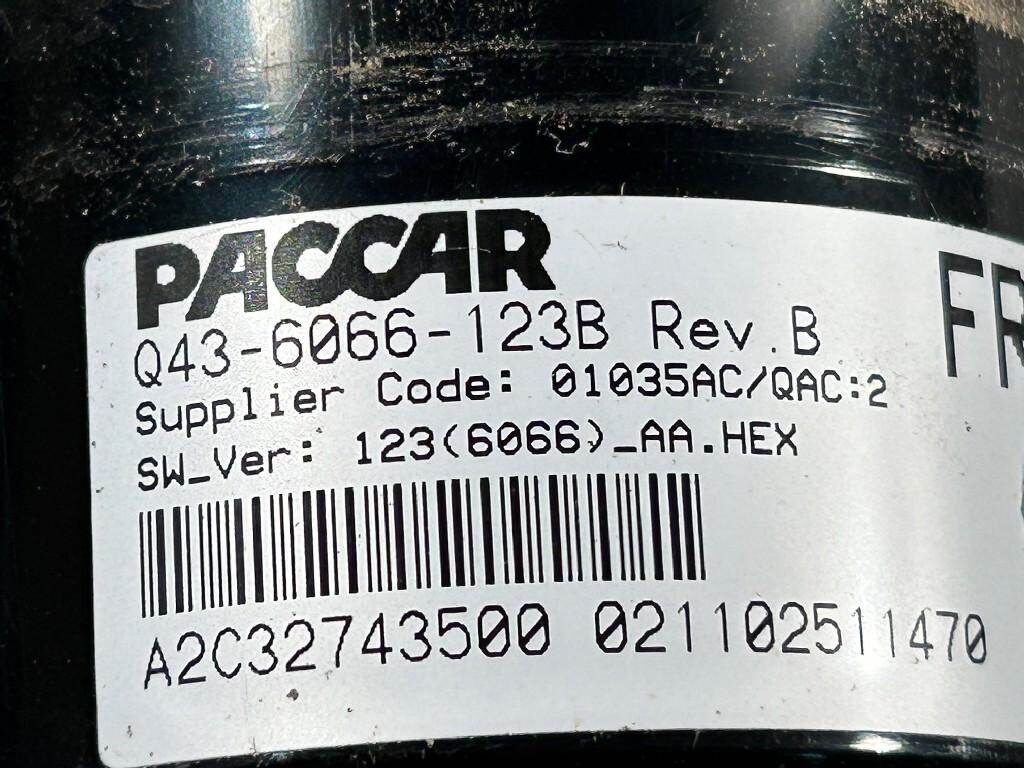 PACCAR
Q43-6066-123B Rev.B
Supplier Code: 01035AC/QAC:2
SW_Ver: 123(6066)_AA.HEX
A2C32743500 021102511470